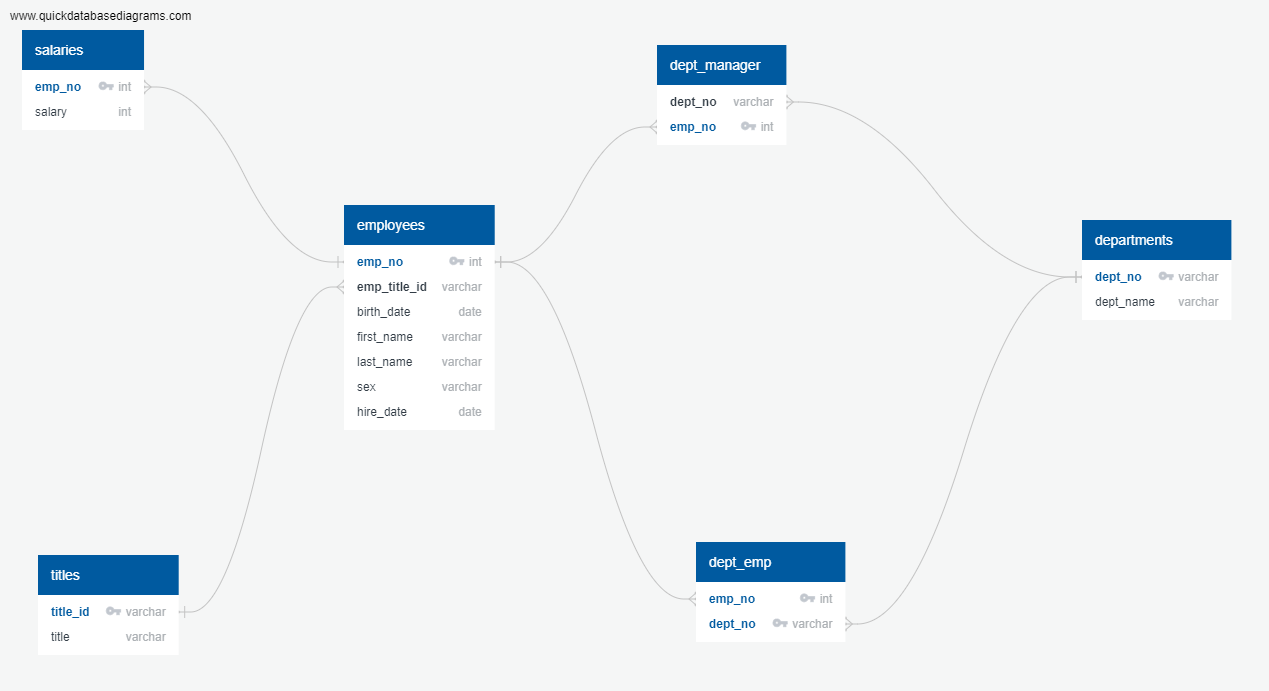 www.quickdatabasediagrams.com
salaries
emp_no int
salary int
dept_manager
dept_no varchar
emp_no int
employees
emp_no int
emp_title_id varchar
birth_date date
first_name varchar
last_name varchar
sex varchar
hire_date date
departments
dept_no varchar
dept_name varchar
titles
title_id varchar
title varchar
dept_emp
emp_no int
dept_no varchar